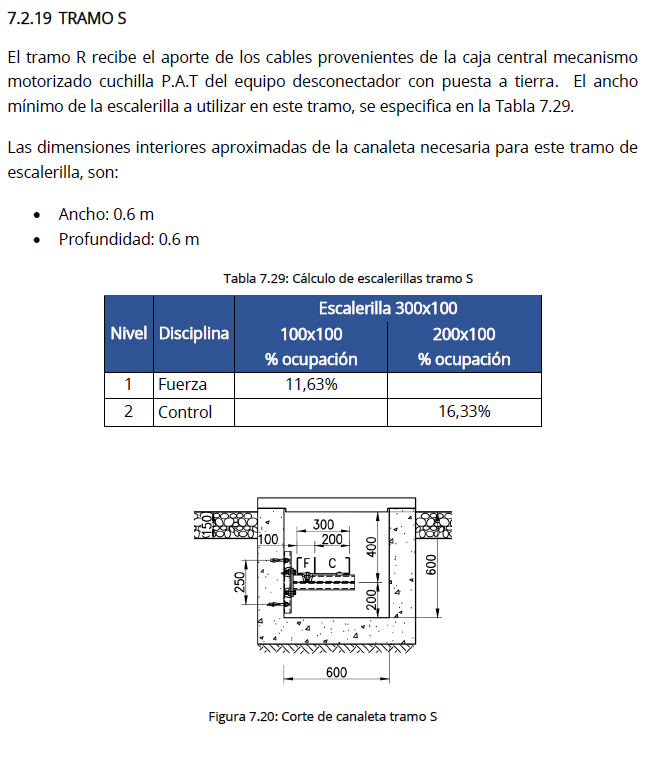 7.2.19 TRAMO S
El tramo R recibe el aporte de los cables provenientes de la caja central mecanismo
motorizado cuchilla P.A.T del equipo desconectador con puesta a tierra. El ancho
mínimo de la escalerilla a utilizar en este tramo, se especifica en la Tabla 7.29.
Las dimensiones interiores aproximadas de la canaleta necesaria para este tramo de
escalerilla, son:
• Ancho: 0.6 m
• Profundidad: 0.6 m
Tabla 7.29: Cálculo de escalerillas tramo S
Escalerilla 300x100
Nivel Disciplina 100x100 200x100
% ocupación % ocupación
1 Fuerza 11,63%
2 Control 16,33%
150
300
100 200
400
F C
600
250
200
600
Figura 7.20: Corte de canaleta tramo S